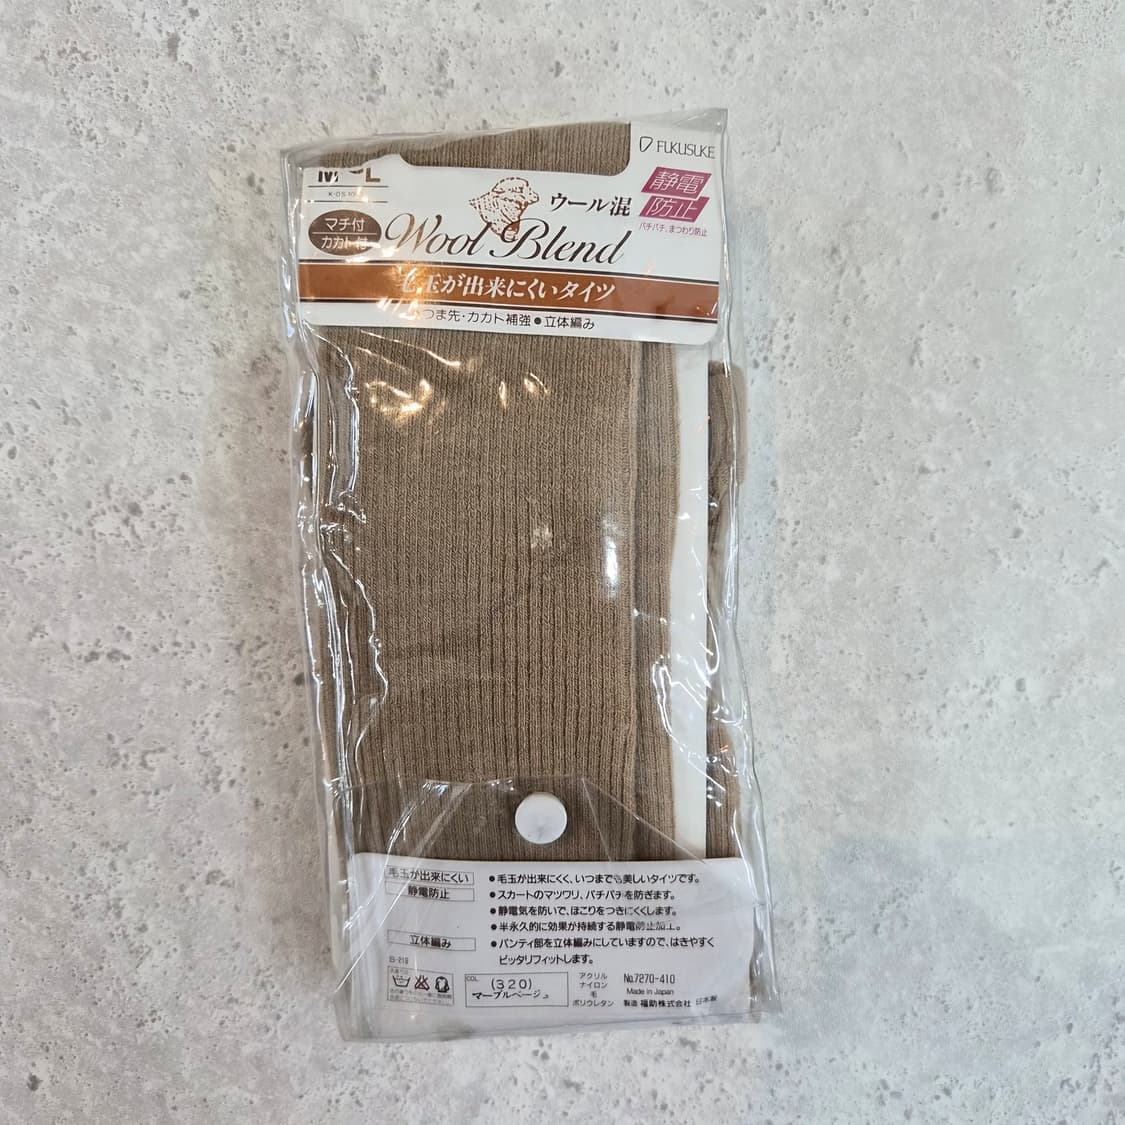 FUKUSUKE
M〜L
静電
防止
パチパチ、まつわり防止
ウール混
マチ付
カカト付
Wool Blend
毛玉が出来にくいタイツ
つま先・カカト補強●立体編み
毛玉が出来にくい
●毛玉が出来にくく、いつまでも美しいタイツです。
静電防止
●スカートのマツワリ、パチパチを防ぎます。
●静電気を防いで、ほこりをつきにくくします。
●半永久的に効果が持続する静電防止加工。
立体編み
●パンティ部を立体編みにしていますので、はきやすく
ピッタリフィットします。
B-218
COL
(320)
マーブルベージュ
アクリル
ナイロン
毛
ポリウレタン
No.7270-410
Made in Japan
製造 福助株式会社 日本製